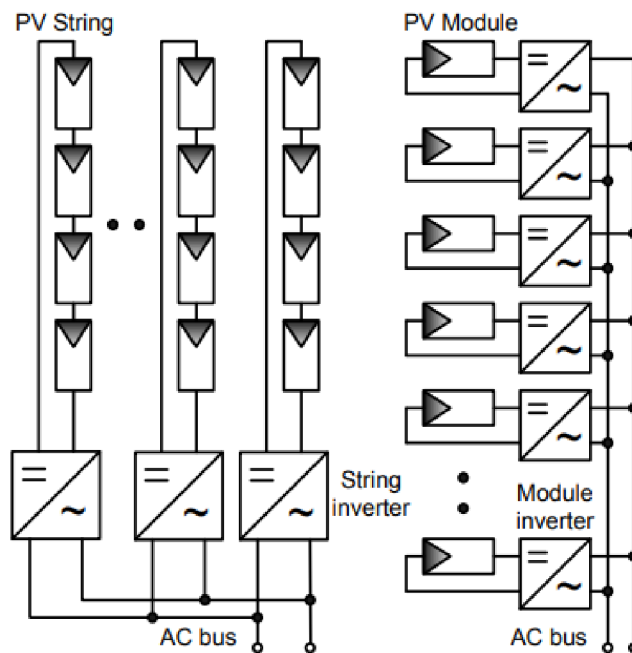 PV String
PV Module
String
inverter
Module
inverter
AC bus
AC bus